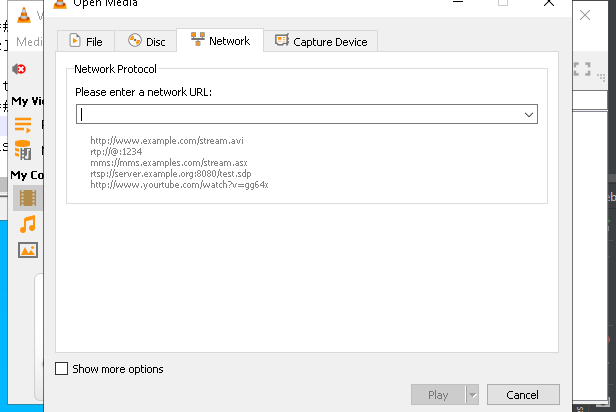 Open Media
Medi
File
Disc
Network
Capture Device
Network Protocol
Please enter a network URL:
http://www.example.com/stream.avi
rtp://@:1234
mms://mms.examples.com/stream.asx
rtsp://server.example.org:8080/test.sdp
http://www.yourtube.com/watch?v=gg64x
My Vi
My Co
Show more options
Play
Cancel